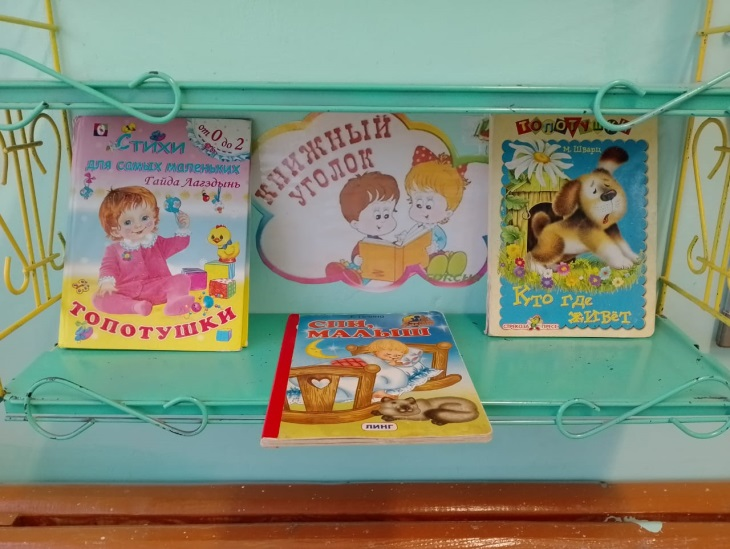 Стихи
от 0 до 2
для самых маленьких
Гайда Лагздынь
ТОПОТУШКИ
КНИЖНЫЙ
УГОЛОК
СПИ,
МАЛЫШ
ЛИНГ
ТОПОТУШКИ
М. Шварц
Кто где
живет